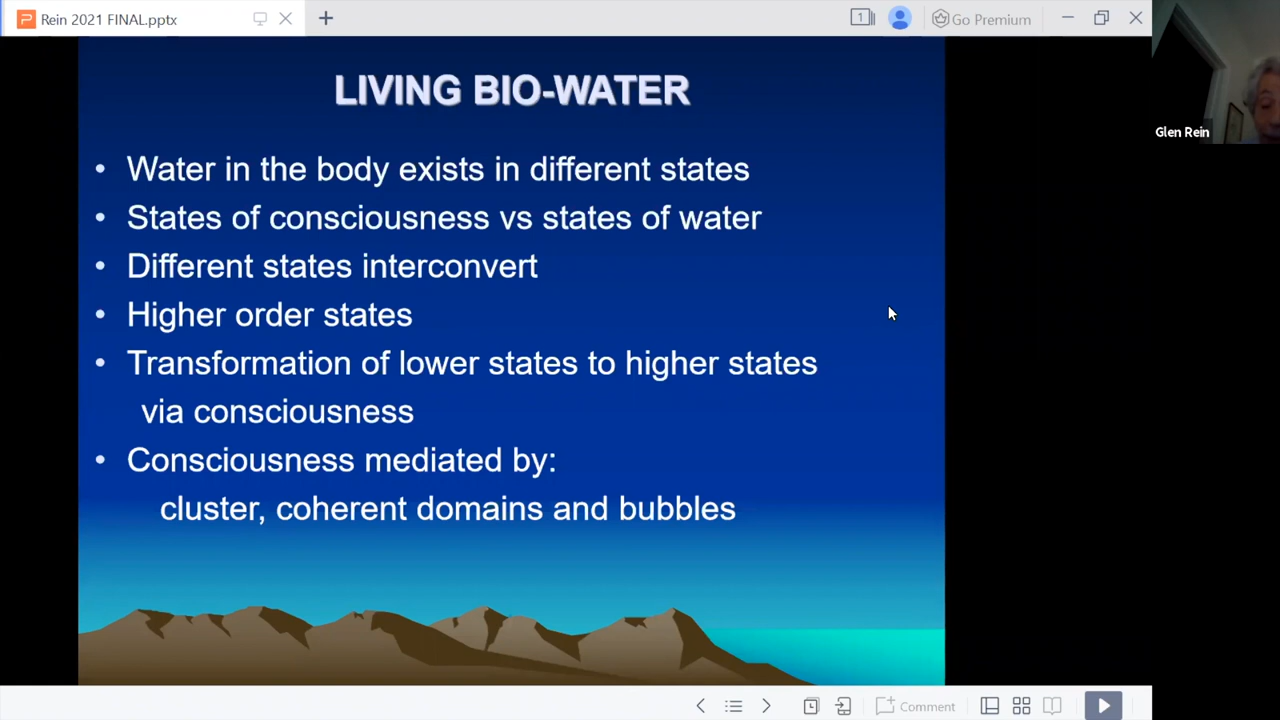 Rein 2021 FINAL.pptx
1
Go Premium
LIVING BIO-WATER
• Water in the body exists in different states
• States of consciousness vs states of water
• Different states interconvert
• Higher order states
• Transformation of lower states to higher states
via consciousness
• Consciousness mediated by:
cluster, coherent domains and bubbles
Glen Rein
Comment